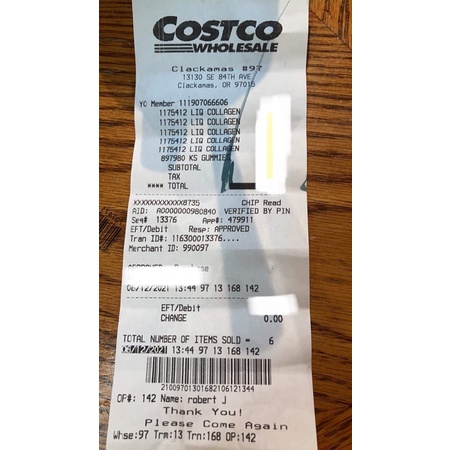 COSTCO
WHOLESALE
Clackamas #97
13130 SE 84TH AVE
Clackamas, OR 97015
YO Member 111907066606
1175412 LIQ COLLAGEN
1175412 LIQ COLLAGEN
1175412 LIQ COLLAGEN
1175412 LIQ COLLAGEN
1175412 LIQ COLLAGEN
897980 KS GUMMIES
SUBTOTAL
TAX
**** TOTAL
XXXXXXXXXXXX8735 CHIP Read
AID: A0000000980840 VERIFIED BY PIN
Seq# 13376 App#: 479911
EFT/Debit Resp: APPROVED
Tran ID#: 116300013376....
Merchant ID: 990097
06/12/2021 13:44 97 13 168 142
EFT/Debit
CHANGE 0.00
TOTAL NUMBER OF ITEMS SOLD = 6
06/12/2021 13:44 97 13 168 142
21009701301682106121344
OP#: 142 Name: robert J
Thank You!
Please Come Again
Whse:97 Trm:13 Trn:168 OP:142